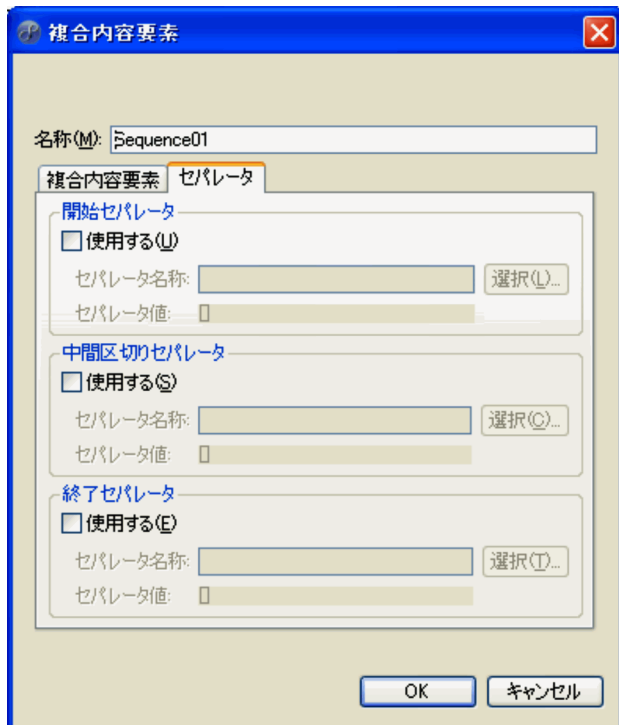 複合内容要素
名称(M): Sequence01
複合内容要素 セパレータ
開始セパレータ
使用する(U)
セパレータ名称: 選択(L)...
セパレータ値: []
中間区切りセパレータ
使用する(S)
セパレータ名称: 選択(C)...
セパレータ値: []
終了セパレータ
使用する(E)
セパレータ名称: 選択(T)...
セパレータ値: []
OK キャンセル